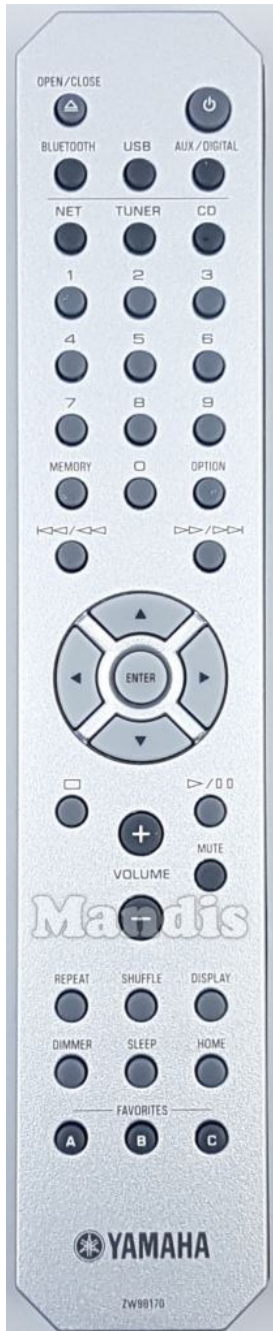 OPEN/CLOSE
BLUETOOTH USB AUX/DIGITAL
NET TUNER CD
1 2 3
4 5 6
7 8 9
MEMORY 0 OPTION
ENTER
+
MUTE
VOLUME
Mandis
REPEAT SHUFFLE DISPLAY
DIMMER SLEEP HOME
FAVORITES
A B C
YAMAHA
ZW99170